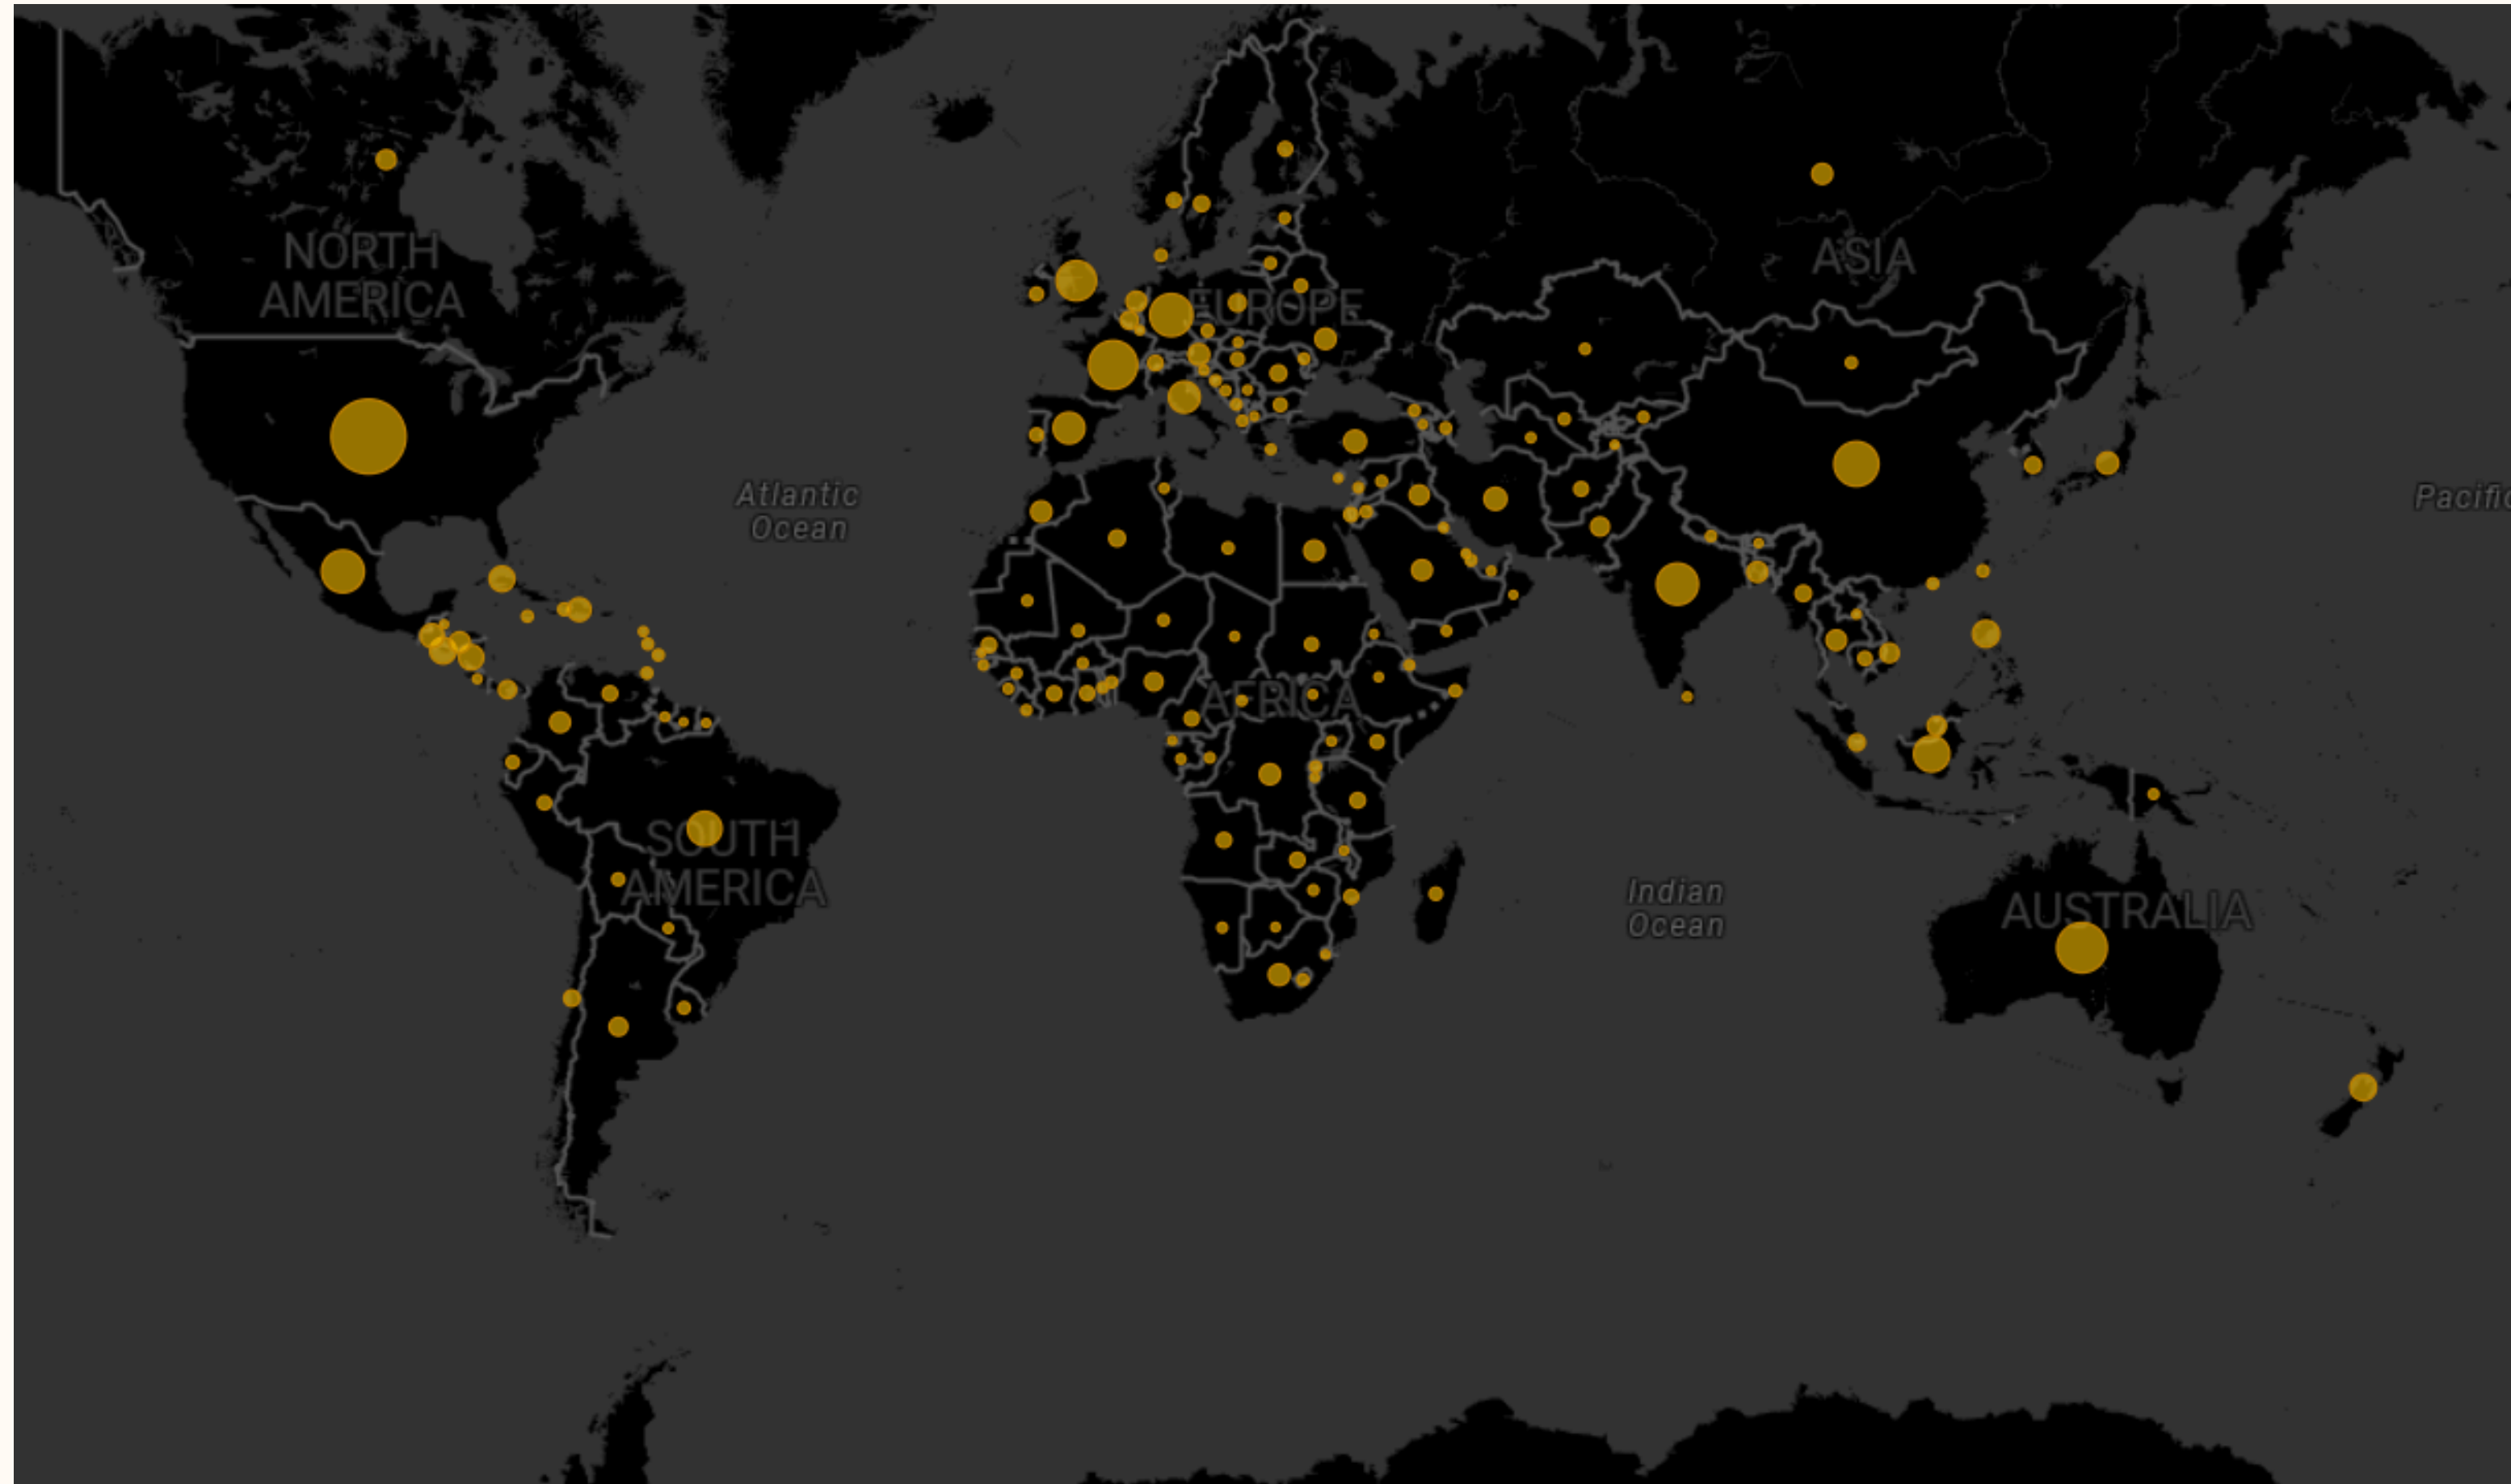 NORTH
AMERICA
EUROPE
ASIA
Atlantic
Ocean
Pacific
AFRICA
SOUTH
AMERICA
Indian
Ocean
AUSTRALIA